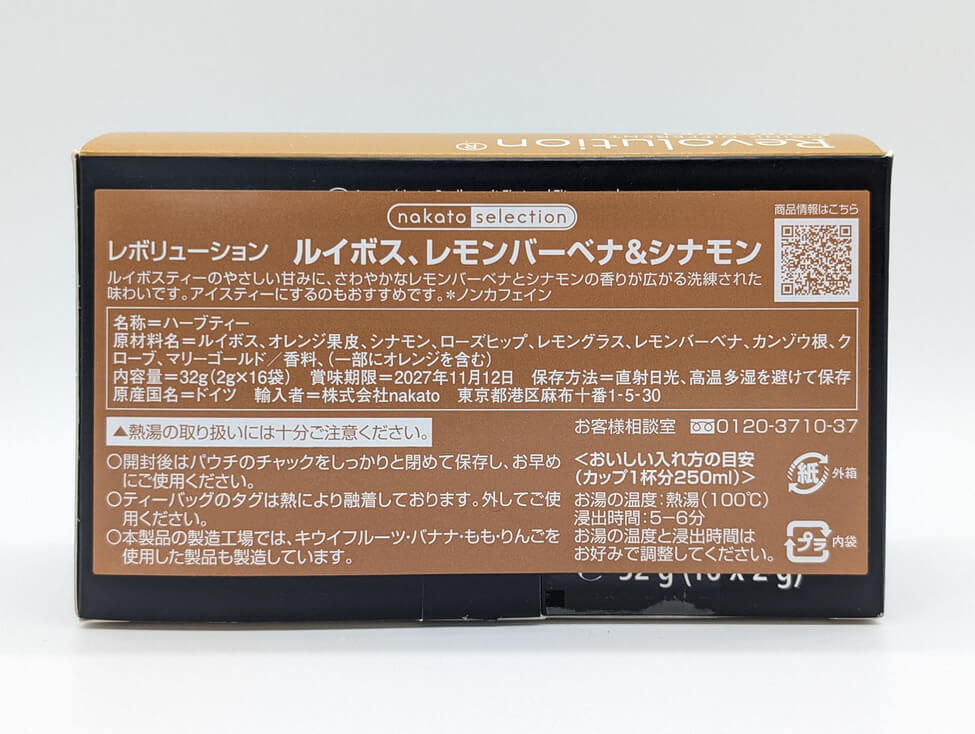 Revolution®
nakato selection
商品情報はこちら
レボリューション ルイボス、レモンバーベナ&シナモン
ルイボスティーのやさしい甘みに、さわやかなレモンバーベナとシナモンの香りが広がる洗練された
味わいです。アイスティーにするのもおすすめです。*ノンカフェイン
名称=ハーブティー
原材料名=ルイボス、オレンジ果皮、シナモン、ローズヒップ、レモングラス、レモンバーベナ、カンゾウ根、ク
ローブ、マリーゴールド/香料、(一部にオレンジを含む)
内容量=32g(2g×16袋) 賞味期限=2027年11月12日 保存方法=直射日光、高温多湿を避けて保存
原産国名=ドイツ 輸入者=株式会社nakato 東京都港区麻布十番1-5-30
▲熱湯の取り扱いには十分ご注意ください。
お客様相談室 0120-3710-37
○開封後はパウチのチャックをしっかりと閉めて保存し、お早め
にご使用ください。
○ティーバッグのタグは熱により融着しております。外してご使
用ください。
○本製品の製造工場では、キウイフルーツ・バナナ・もも・りんごを
使用した製品も製造しています。
<おいしい入れ方の目安
(カップ1杯分250ml)>
お湯の温度:熱湯(100℃)
浸出時間:5−6分
お湯の温度と浸出時間は
お好みで調整してください。
紙 外箱
プラ 内袋
32 g (16 x 2 g)